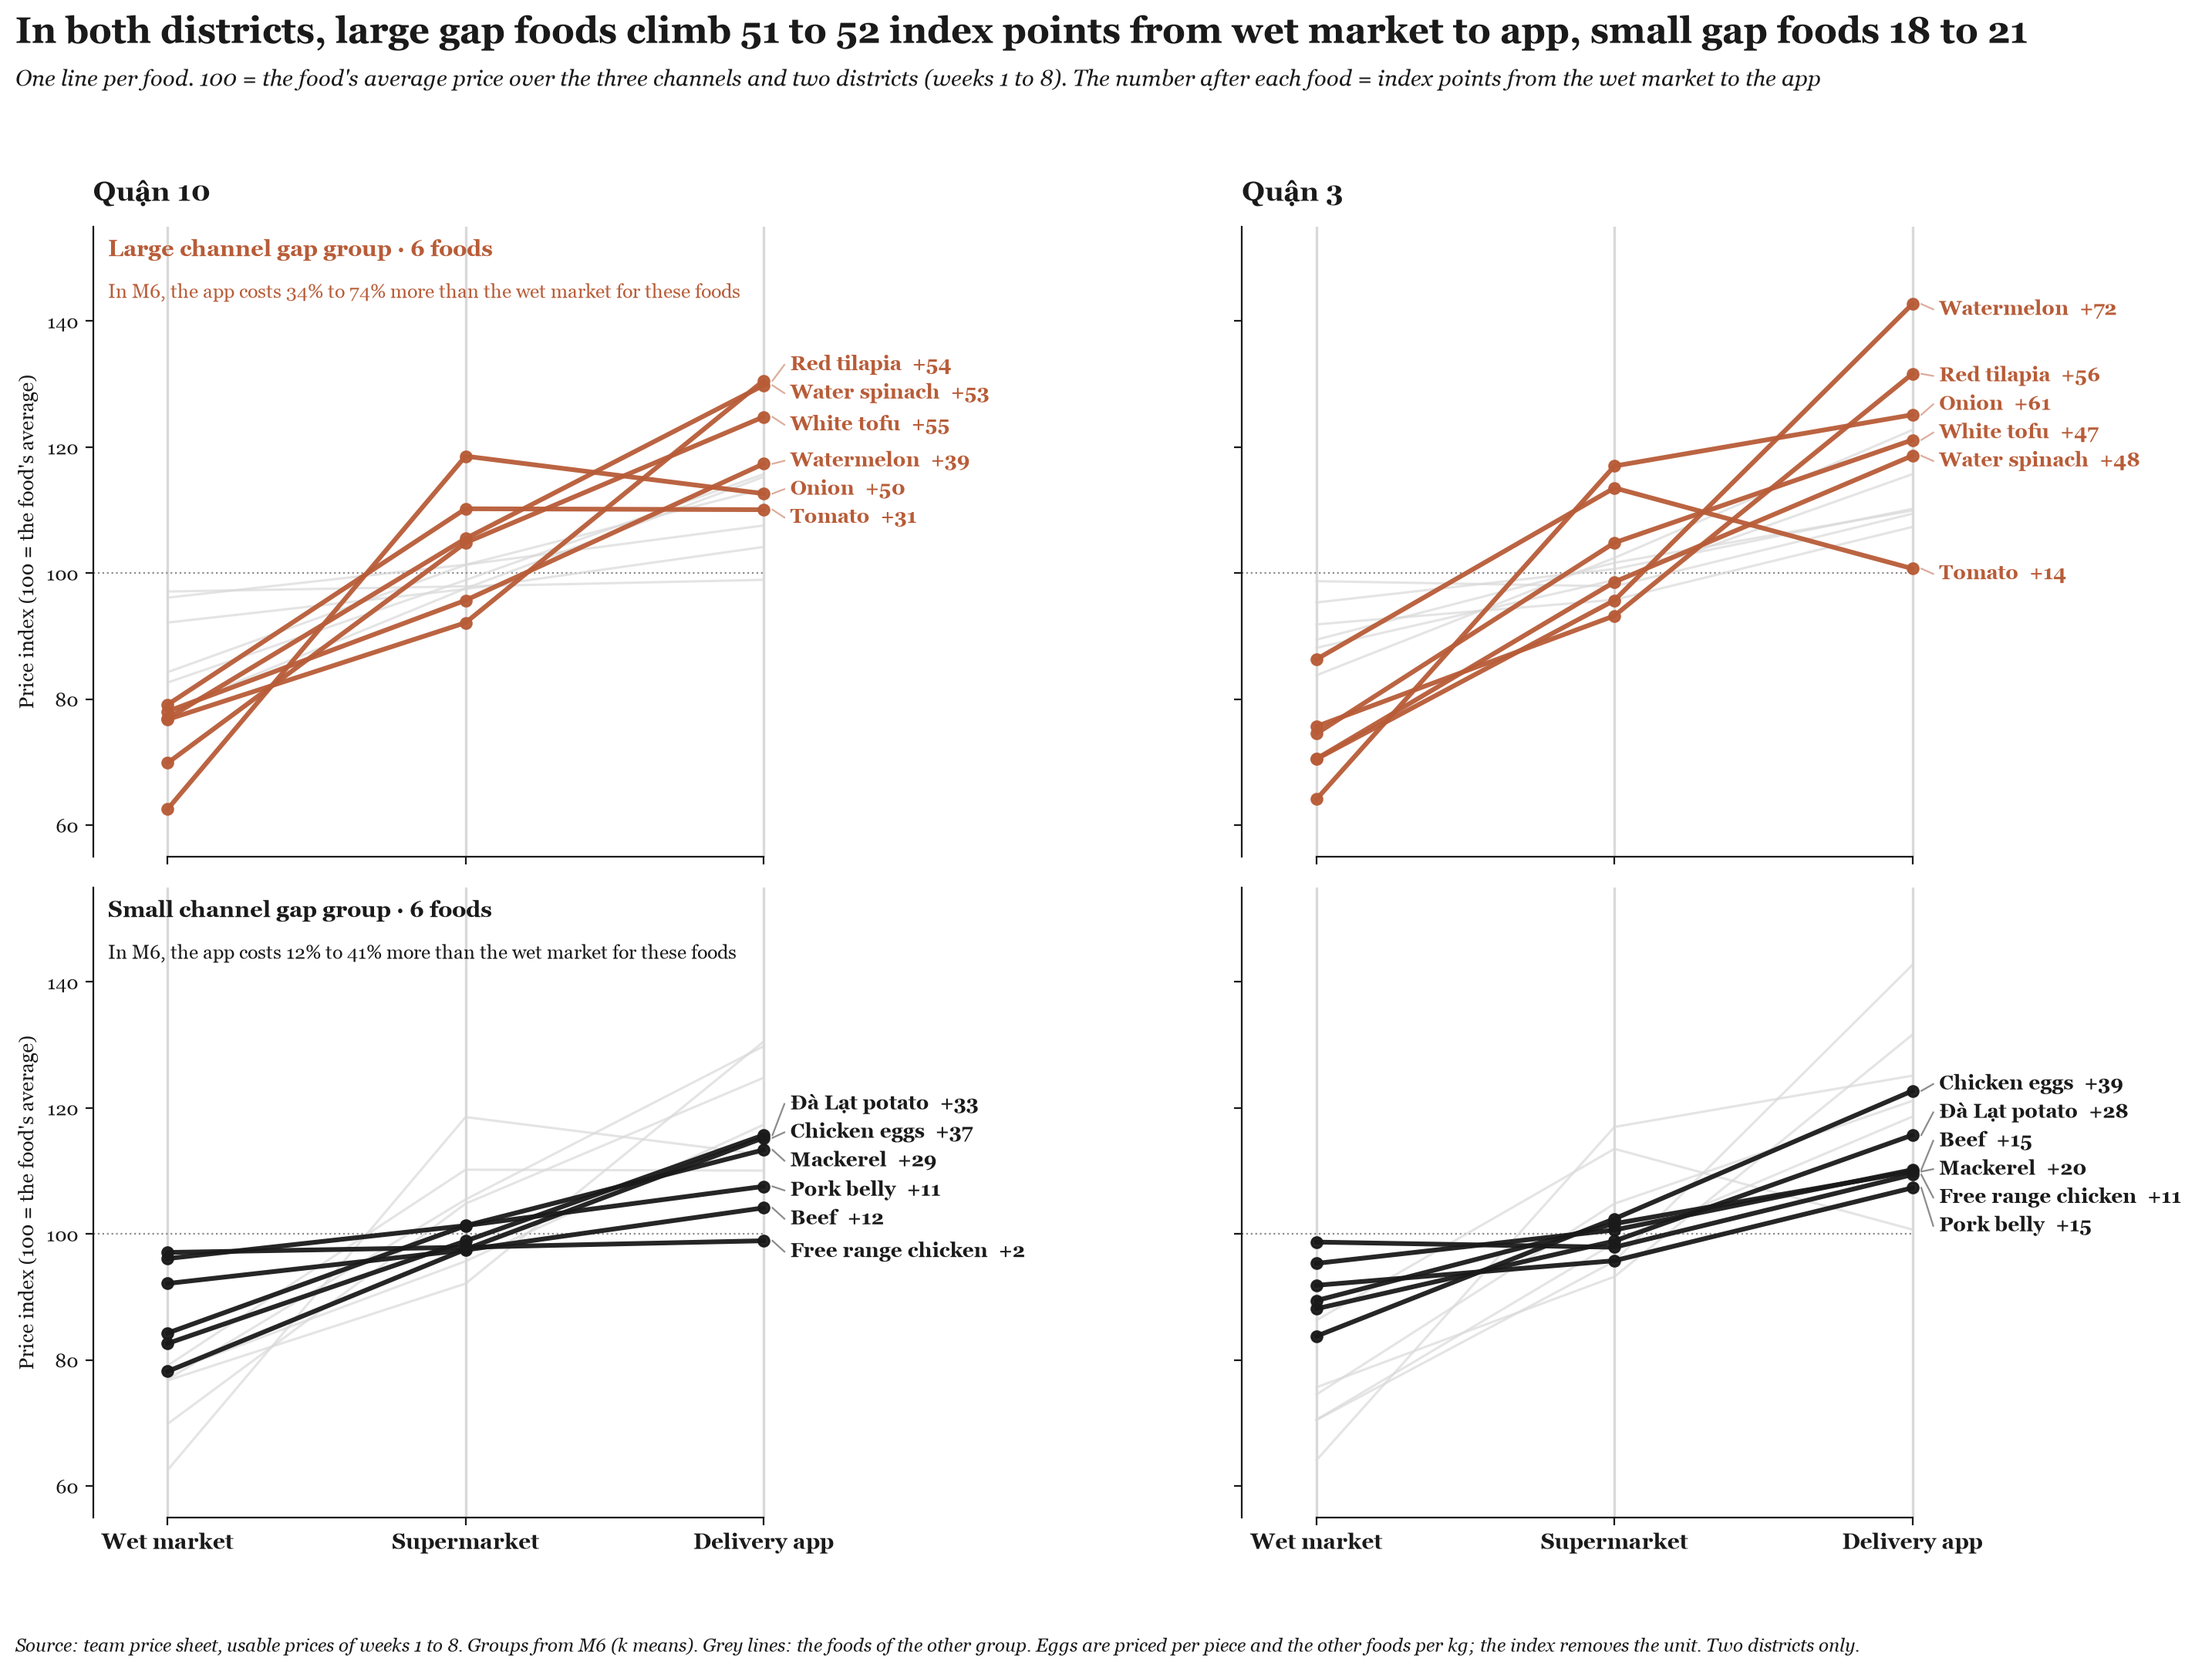 In both districts, large gap foods climb 51 to 52 index points from wet market to app, small gap foods 18 to 21
One line per food. 100 = the food's average price over the three channels and two districts (weeks 1 to 8). The number after each food = index points from the wet market to the app
Quận 10
Quận 3
Large channel gap group · 6 foods
In M6, the app costs 34% to 74% more than the wet market for these foods
Price index (100 = the food's average)
140
120
100
80
60
Red tilapia +54
Water spinach +53
White tofu +55
Watermelon +39
Onion +50
Tomato +31
Watermelon +72
Red tilapia +56
Onion +61
White tofu +47
Water spinach +48
Tomato +14
Small channel gap group · 6 foods
In M6, the app costs 12% to 41% more than the wet market for these foods
Price index (100 = the food's average)
140
120
100
80
60
Đà Lạt potato +33
Chicken eggs +37
Mackerel +29
Pork belly +11
Beef +12
Free range chicken +2
Chicken eggs +39
Đà Lạt potato +28
Beef +15
Mackerel +20
Free range chicken +11
Pork belly +15
Wet market
Supermarket
Delivery app
Wet market
Supermarket
Delivery app
Source: team price sheet, usable prices of weeks 1 to 8. Groups from M6 (k means). Grey lines: the foods of the other group. Eggs are priced per piece and the other foods per kg; the index removes the unit. Two districts only.